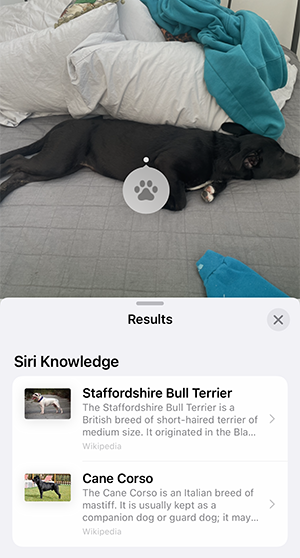 Results
Siri Knowledge
Staffordshire Bull Terrier
The Staffordshire Bull Terrier is a
British breed of short-haired terrier of
medium size. It originated in the Bla...
Wikipedia
Cane Corso
The Cane Corso is an Italian breed of
mastiff. It is usually kept as a
companion dog or guard dog; it may...
Wikipedia